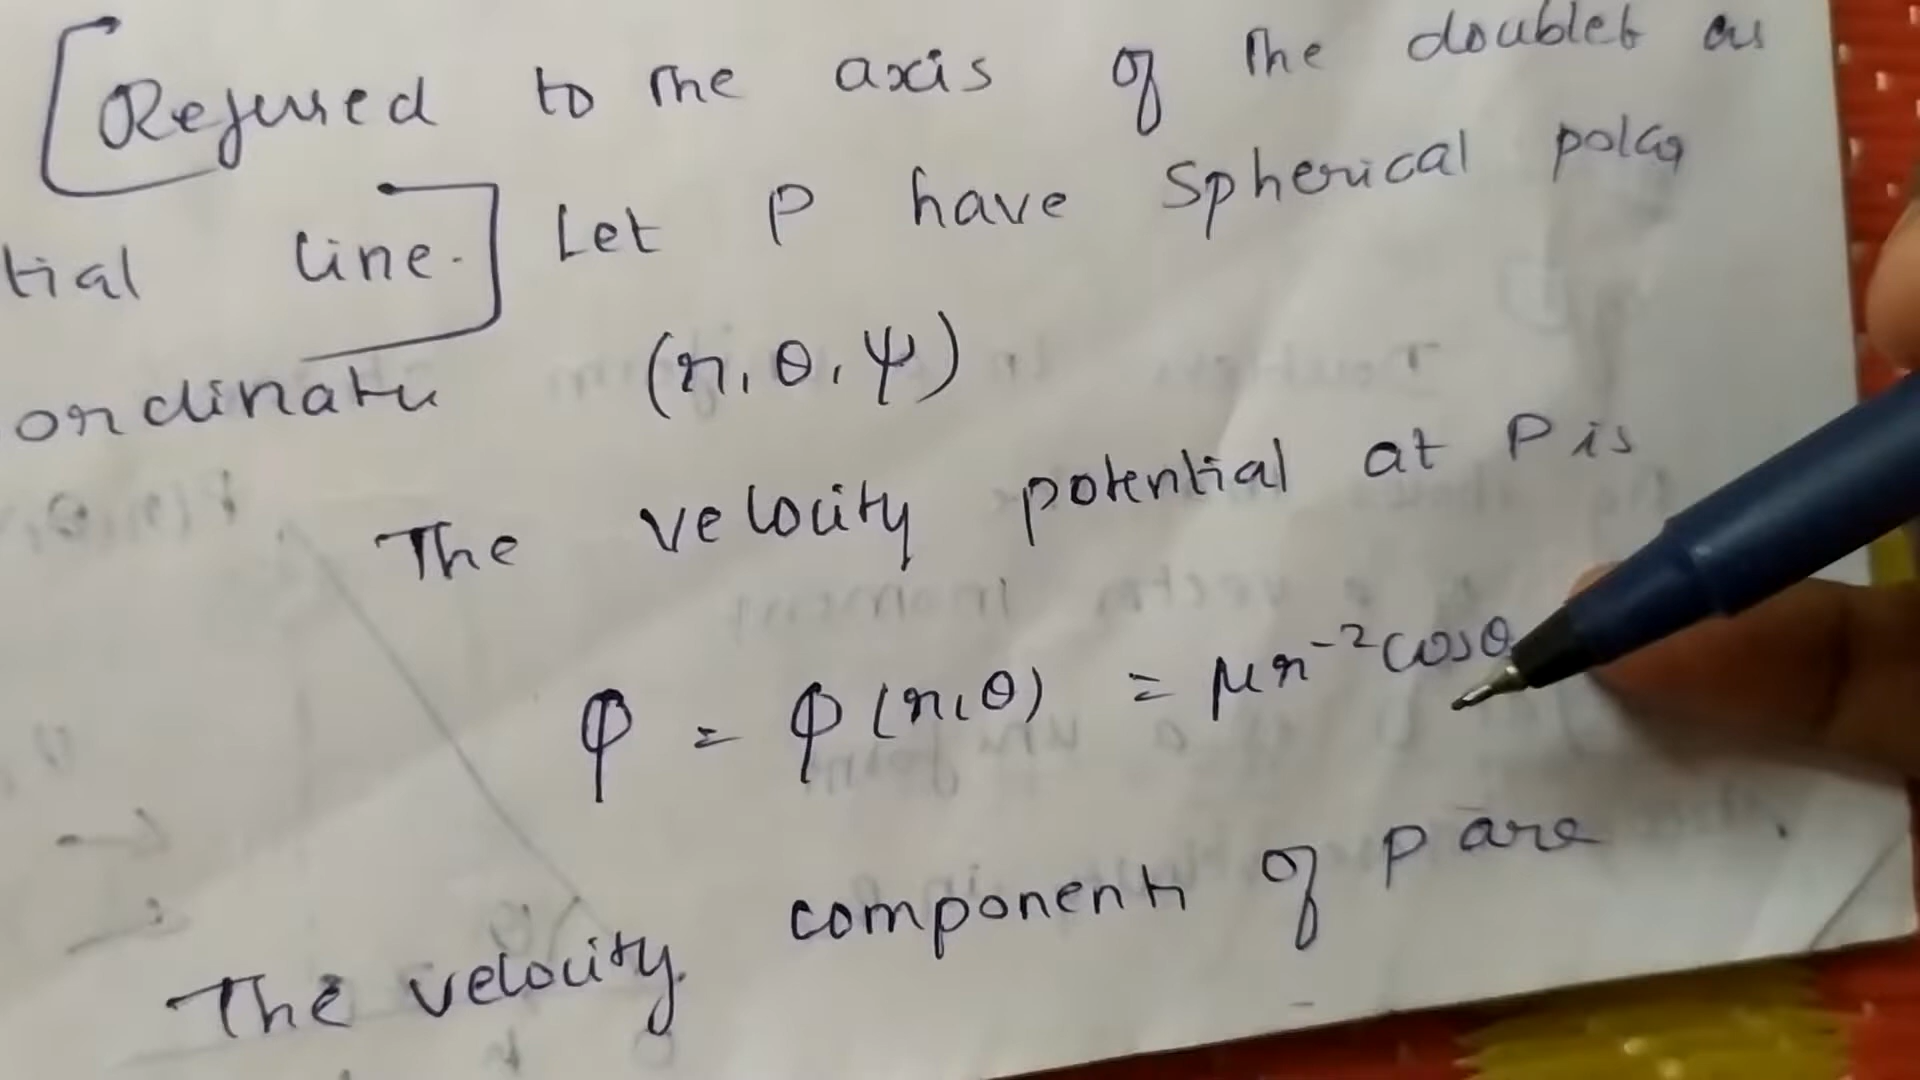 [Referred to the axis of the doublet as
tial line.] Let P have Spherical polar
ordinate (r, θ, ψ)
The velocity potential at P is
φ = φ(r,θ) = μr⁻²cosθ
The velocity components of P are